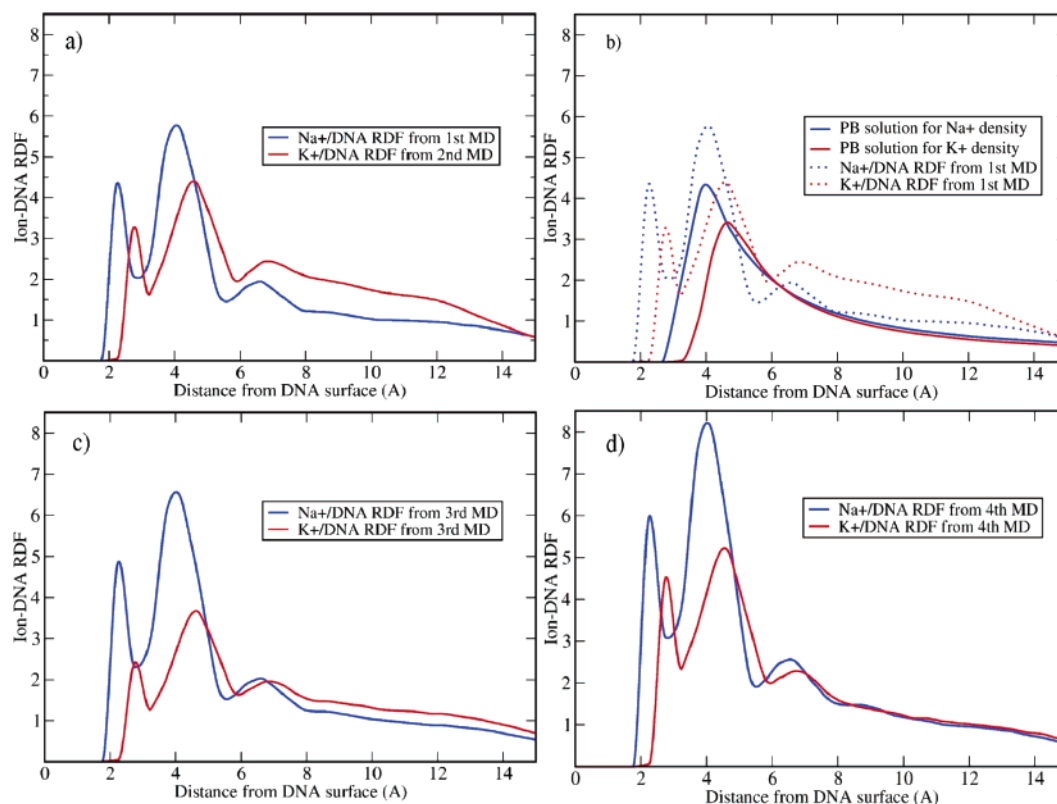 a)
Ion-DNA RDF
8
7
6
5
4
3
2
1
Na+/DNA RDF from 1st MD
K+/DNA RDF from 2nd MD
0 2 4 6 8 10 12 14
Distance from DNA surface (A)
b)
Ion-DNA RDF
8
7
6
5
4
3
2
1
PB solution for Na+ density
PB solution for K+ density
Na+/DNA RDF from 1st MD
K+/DNA RDF from 1st MD
0 2 4 6 8 10 12 14
Distance from DNA surface (A)
c)
Ion-DNA RDF
8
7
6
5
4
3
2
1
Na+/DNA RDF from 3rd MD
K+/DNA RDF from 3rd MD
0 2 4 6 8 10 12 14
Distance from DNA surface (A)
d)
Ion-DNA RDF
8
7
6
5
4
3
2
1
Na+/DNA RDF from 4th MD
K+/DNA RDF from 4th MD
0 2 4 6 8 10 12 14
Distance from DNA surface (A)